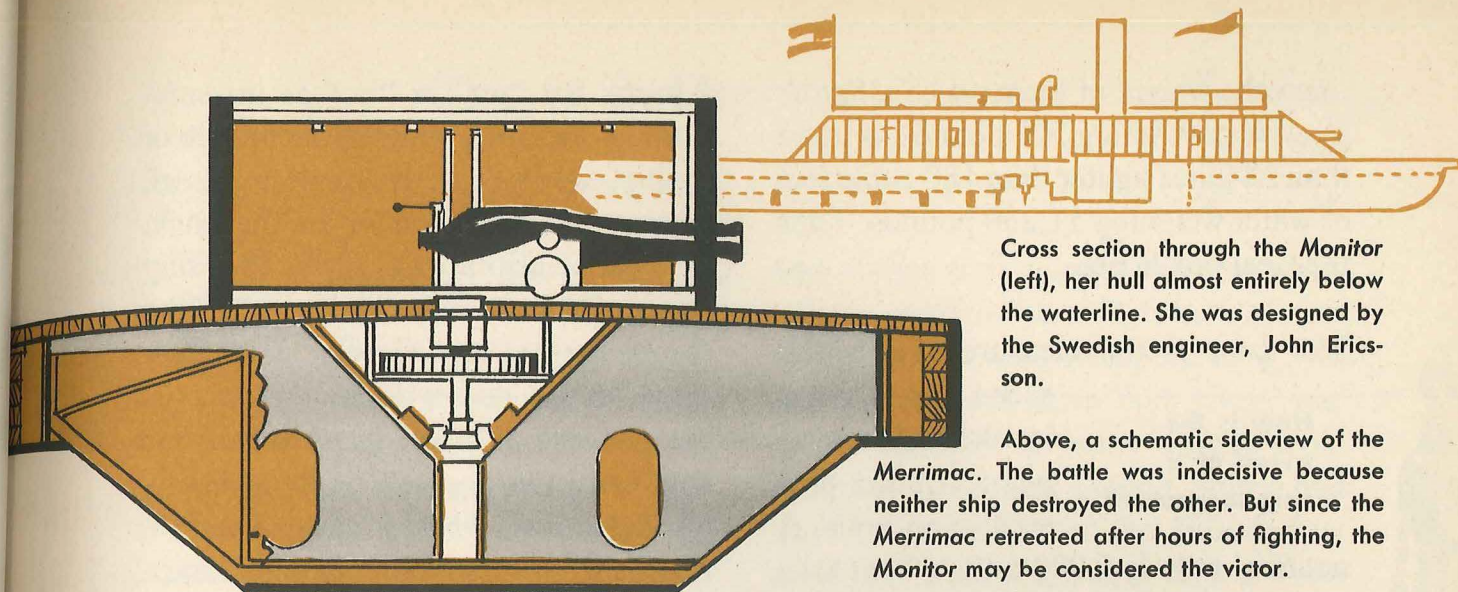 Cross section through the Monitor
(left), her hull almost entirely below
the waterline. She was designed by
the Swedish engineer, John Erics-
son.
Above, a schematic sideview of the
Merrimac. The battle was indecisive because
neither ship destroyed the other. But since the
Merrimac retreated after hours of fighting, the
Monitor may be considered the victor.